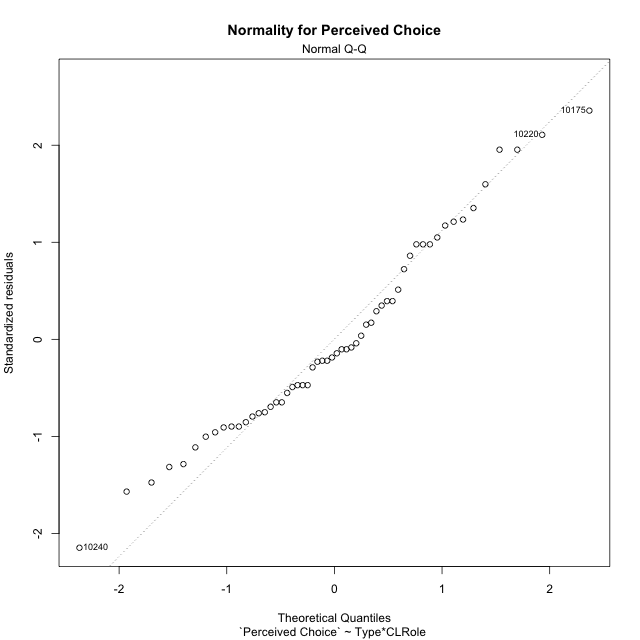 Normality for Perceived Choice
Normal Q-Q
10175
10220
10240
2
1
0
-1
-2
Standardized residuals
-2
-1
0
1
2
Theoretical Quantiles
`Perceived Choice` ~ Type*CLRole